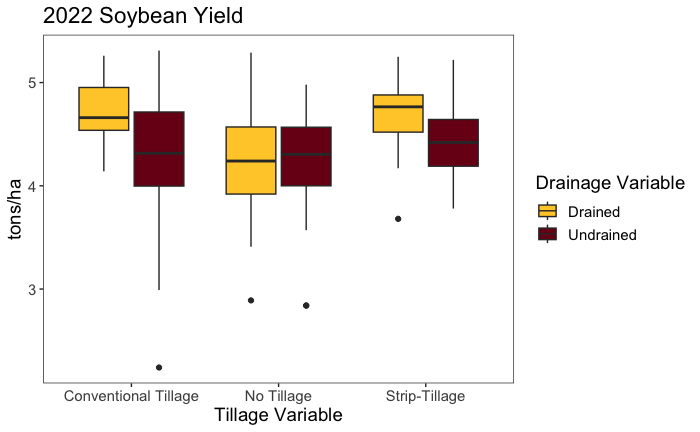 2022 Soybean Yield
tons/ha
5
4
3
Conventional Tillage
No Tillage
Strip-Tillage
Tillage Variable
Drainage Variable
Drained
Undrained